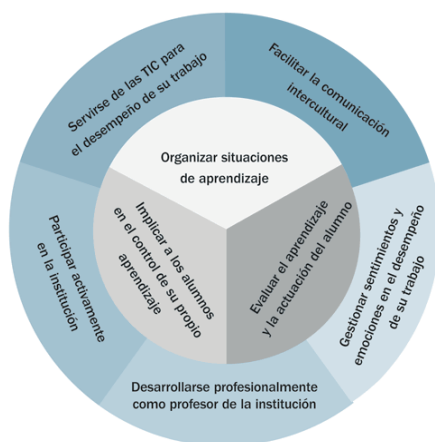 Servirse de las TIC para
el desempeño de su trabajo
Facilitar la comunicación
intercultural
Organizar situaciones
de aprendizaje
Implicar a los alumnos
en el control de su propio
aprendizaje
Evaluar el aprendizaje
y la actuación del alumno
Participar activamente
en la institución
Gestionar sentimientos y
emociones en el desempeño
de su trabajo
Desarrollarse profesionalmente
como profesor de la institución